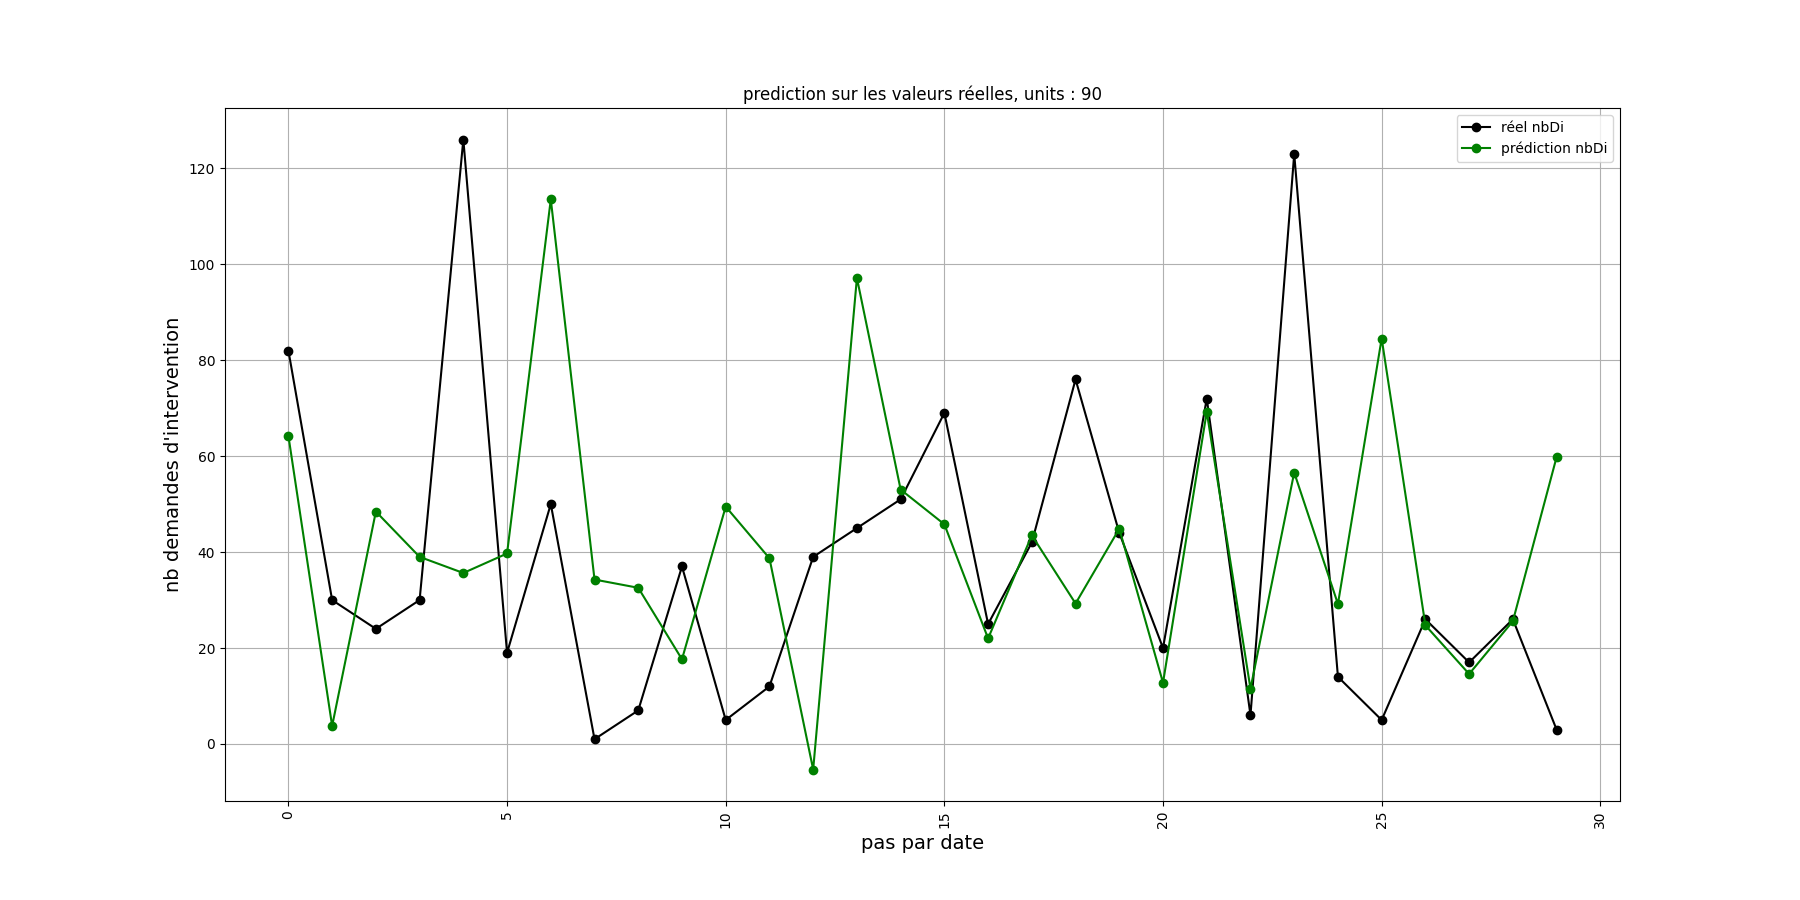 prediction sur les valeurs réelles, units : 90
réel nbDi
prédiction nbDi
nb demandes d'intervention
120
100
80
60
40
20
0
0
5
10
15
20
25
30
pas par date